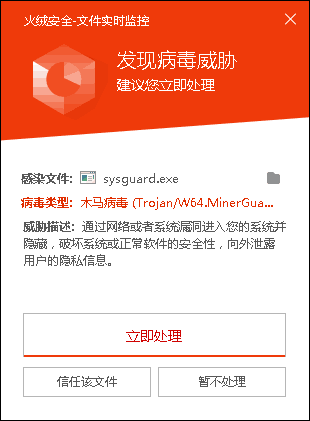 火绒安全-文件实时监控
发现病毒威胁
建议您立即处理
感染文件: sysguard.exe
病毒类型: 木马病毒 (Trojan/W64.MinerGua...
威胁描述: 通过网络或者系统漏洞进入您的系统并
隐藏，破坏系统或正常软件的安全性，向外泄露
用户的隐私信息。
立即处理
信任该文件
暂不处理